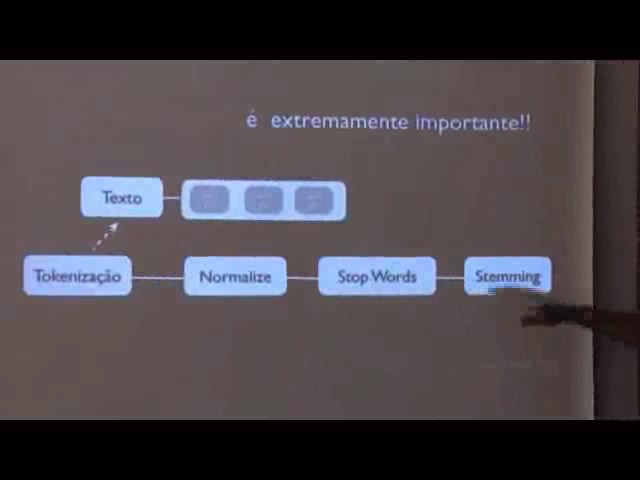 é extremamente importante!!
Texto
Tokenização
Normalize
Stop Words
Stemming